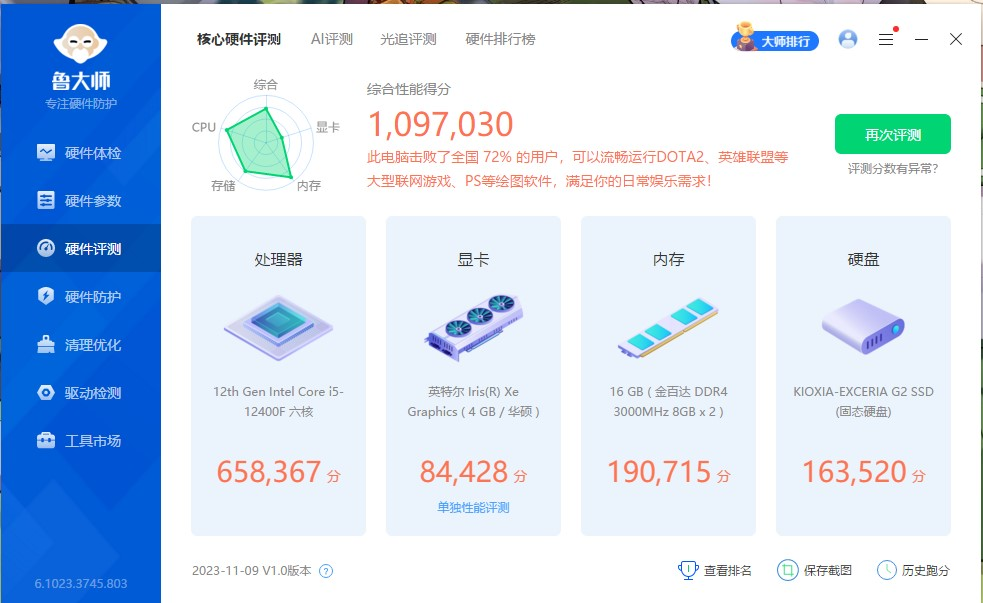 鲁大师
专注硬件防护
硬件体检
硬件参数
硬件评测
硬件防护
清理优化
驱动检测
工具市场
6.1023.3745.803
核心硬件评测 AI评测 光追评测 硬件排行榜
大师排行
综合
CPU
显卡
存储
内存
综合性能得分
1,097,030
此电脑击败了全国 72% 的用户，可以流畅运行DOTA2、英雄联盟等
大型联网游戏、PS等绘图软件，满足你的日常娱乐需求！
再次评测
评测分数有异常?
处理器
12th Gen Intel Core i5-
12400F 六核
658,367 分
显卡
英特尔 Iris(R) Xe
Graphics ( 4 GB / 华硕 )
84,428 分
单独性能评测
内存
16 GB ( 金百达 DDR4
3000MHz 8GB x 2 )
190,715 分
硬盘
KIOXIA-EXCERIA G2 SSD
(固态硬盘)
163,520 分
2023-11-09 V1.0版本 ?
查看排名
保存截图
历史跑分